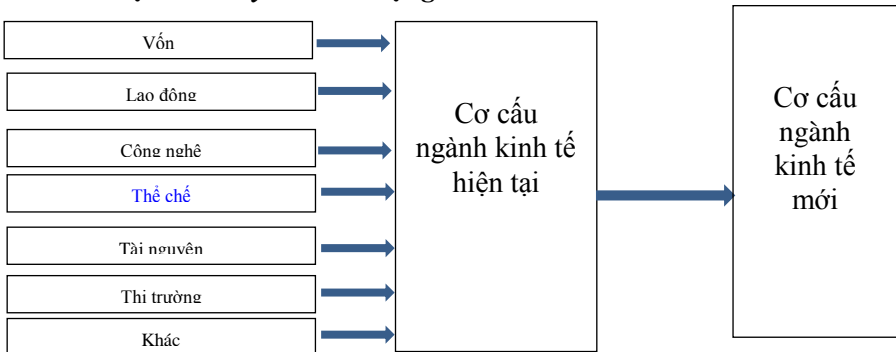 Vốn
Lao động
Công nghệ
Thể chế
Tài nguyên
Thị trường
Khác
Cơ cấu
ngành kinh tế
hiện tại
Cơ cấu
ngành
kinh tế
mới